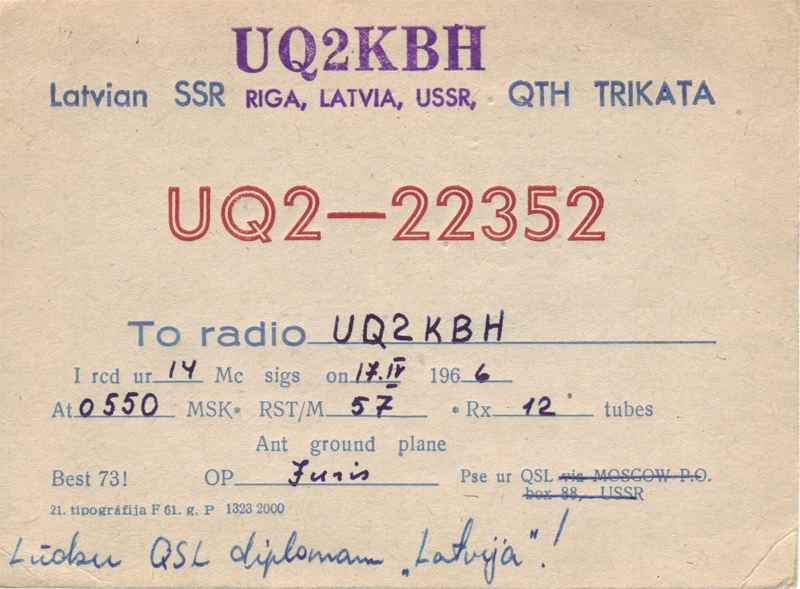 UQ2KBH
Latvian SSR RIGA, LATVIA, USSR, QTH TRIKATA
UQ2—22352
To radio UQ2KBH
I rcd ur 14 Mc sigs on 17.IV 1966
At 0550 MSK* RST/M 57 * Rx 12 tubes
Ant ground plane
Best 73! OP Juris Pse ur QSL via MOSCOW P.O.
box 88, USSR
21. tipogrāfija F 61. g. P 1323 2000
Lūdzu QSL diplomam „Latvija"!